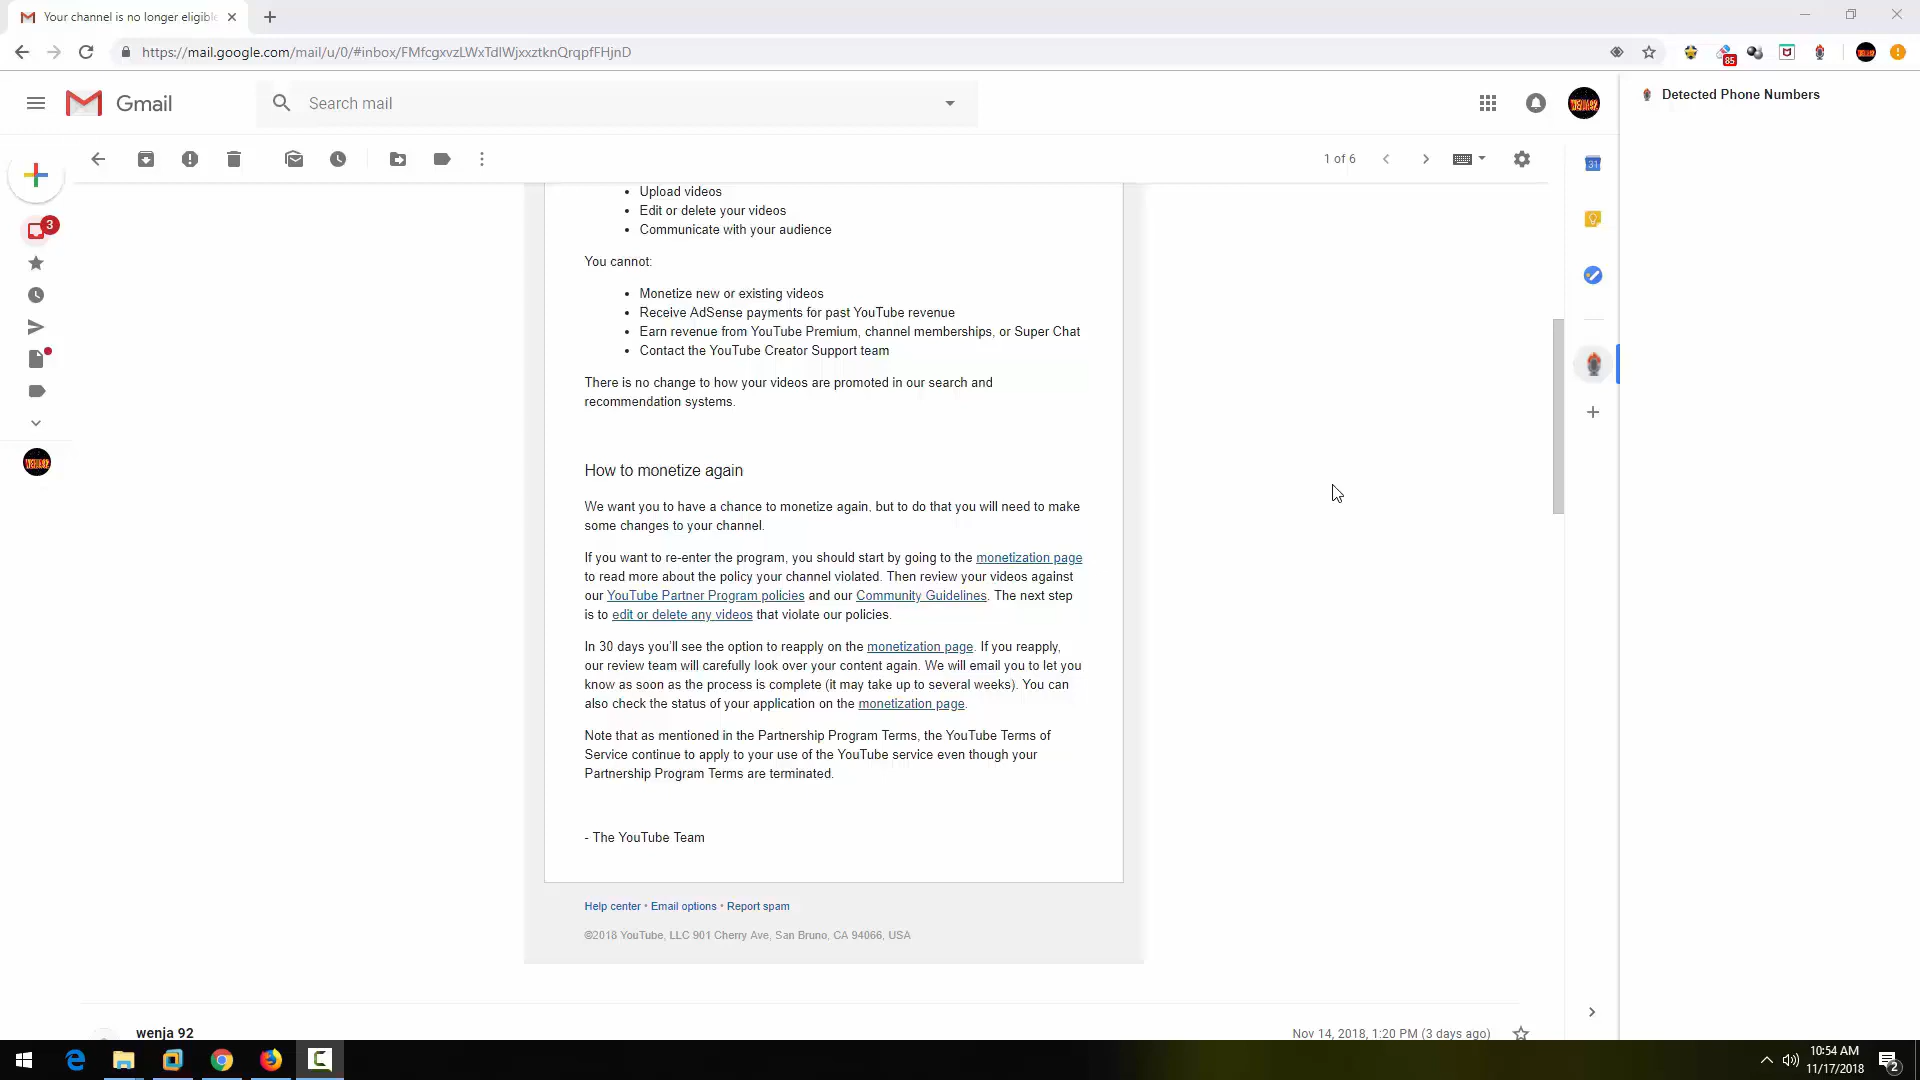 Your channel is no longer eligible
https://mail.google.com/mail/u/0/#inbox/FMfcgxvzLWxTdlWjxxztknQrqpfFHjnD
85
Gmail
Search mail
Detected Phone Numbers
1 of 6
31
3
• Upload videos
• Edit or delete your videos
• Communicate with your audience
You cannot:
• Monetize new or existing videos
• Receive AdSense payments for past YouTube revenue
• Earn revenue from YouTube Premium, channel memberships, or Super Chat
• Contact the YouTube Creator Support team
There is no change to how your videos are promoted in our search and
recommendation systems.
How to monetize again
We want you to have a chance to monetize again, but to do that you will need to make
some changes to your channel.
If you want to re-enter the program, you should start by going to the monetization page
to read more about the policy your channel violated. Then review your videos against
our YouTube Partner Program policies and our Community Guidelines. The next step
is to edit or delete any videos that violate our policies.
In 30 days you'll see the option to reapply on the monetization page. If you reapply,
our review team will carefully look over your content again. We will email you to let you
know as soon as the process is complete (it may take up to several weeks). You can
also check the status of your application on the monetization page.
Note that as mentioned in the Partnership Program Terms, the YouTube Terms of
Service continue to apply to your use of the YouTube service even though your
Partnership Program Terms are terminated.
- The YouTube Team
Help center • Email options • Report spam
©2018 YouTube, LLC 901 Cherry Ave, San Bruno, CA 94066, USA
wenja 92
Nov 14, 2018, 1:20 PM (3 days ago)
10:54 AM
11/17/2018
2